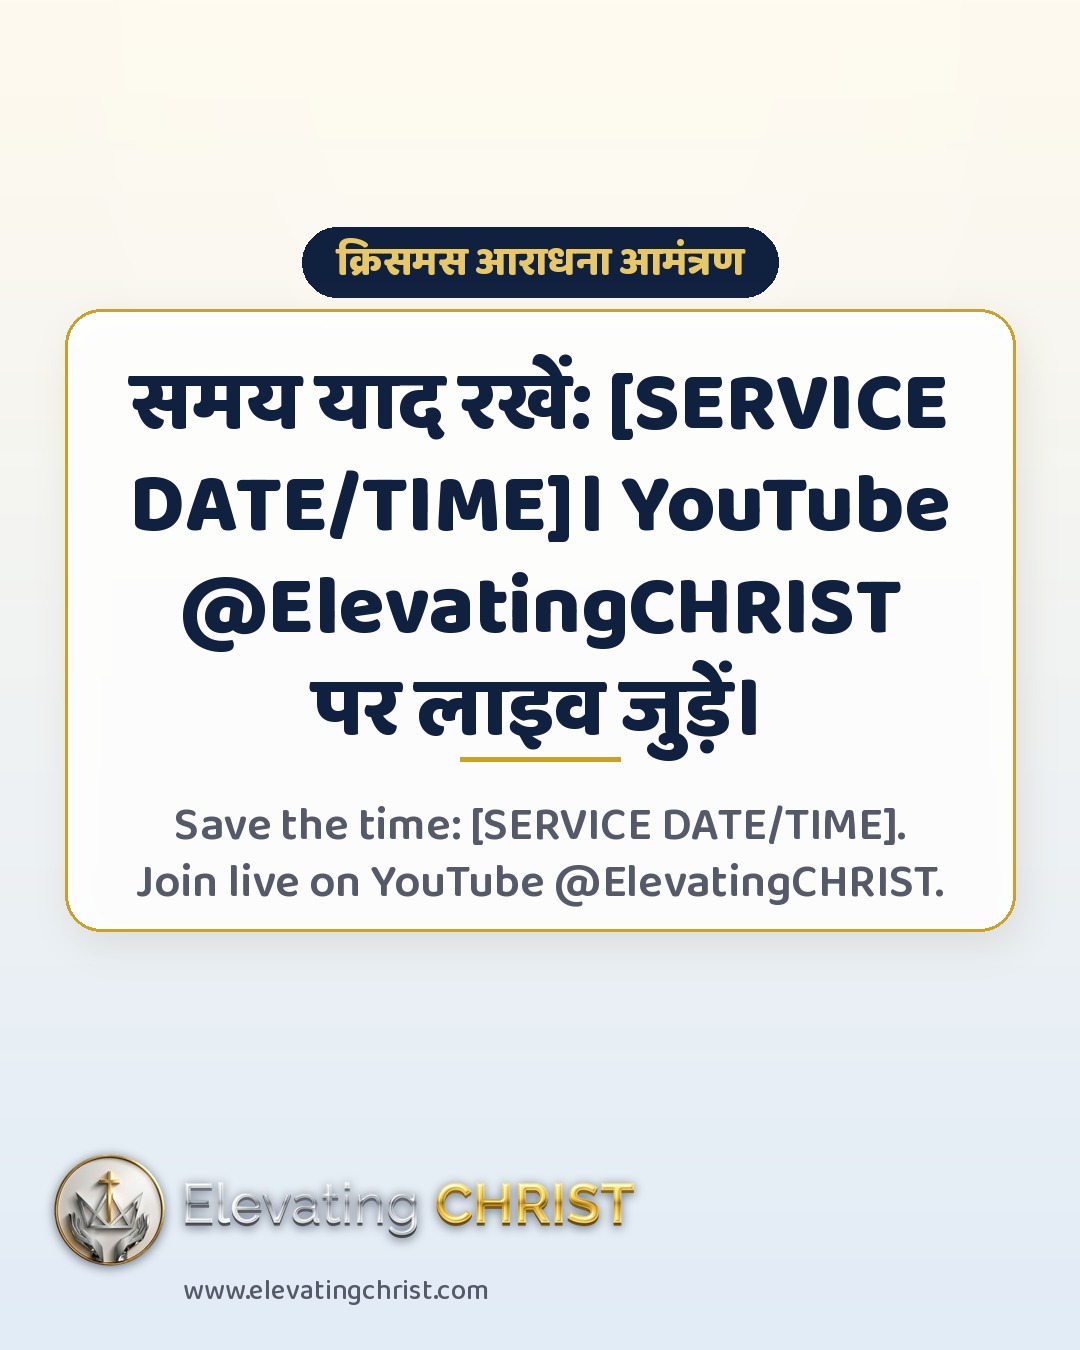 क्रिसमस आराधना आमंत्रण
समय याद रखें: [SERVICE
DATE/TIME]। YouTube
@ElevatingCHRIST
पर लाइव जुड़ें।
Save the time: [SERVICE DATE/TIME].
Join live on YouTube @ElevatingCHRIST.
Elevating CHRIST
www.elevatingchrist.com